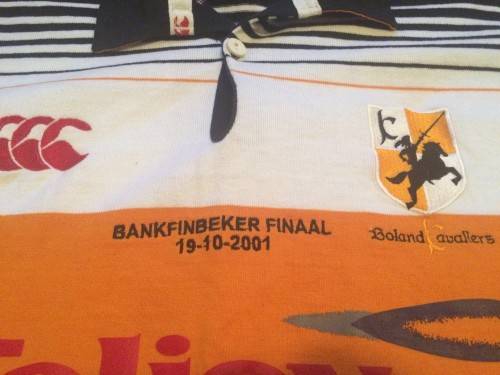 BANKFINBEKER FINAAL
19-10-2001
Boland Cavaliers